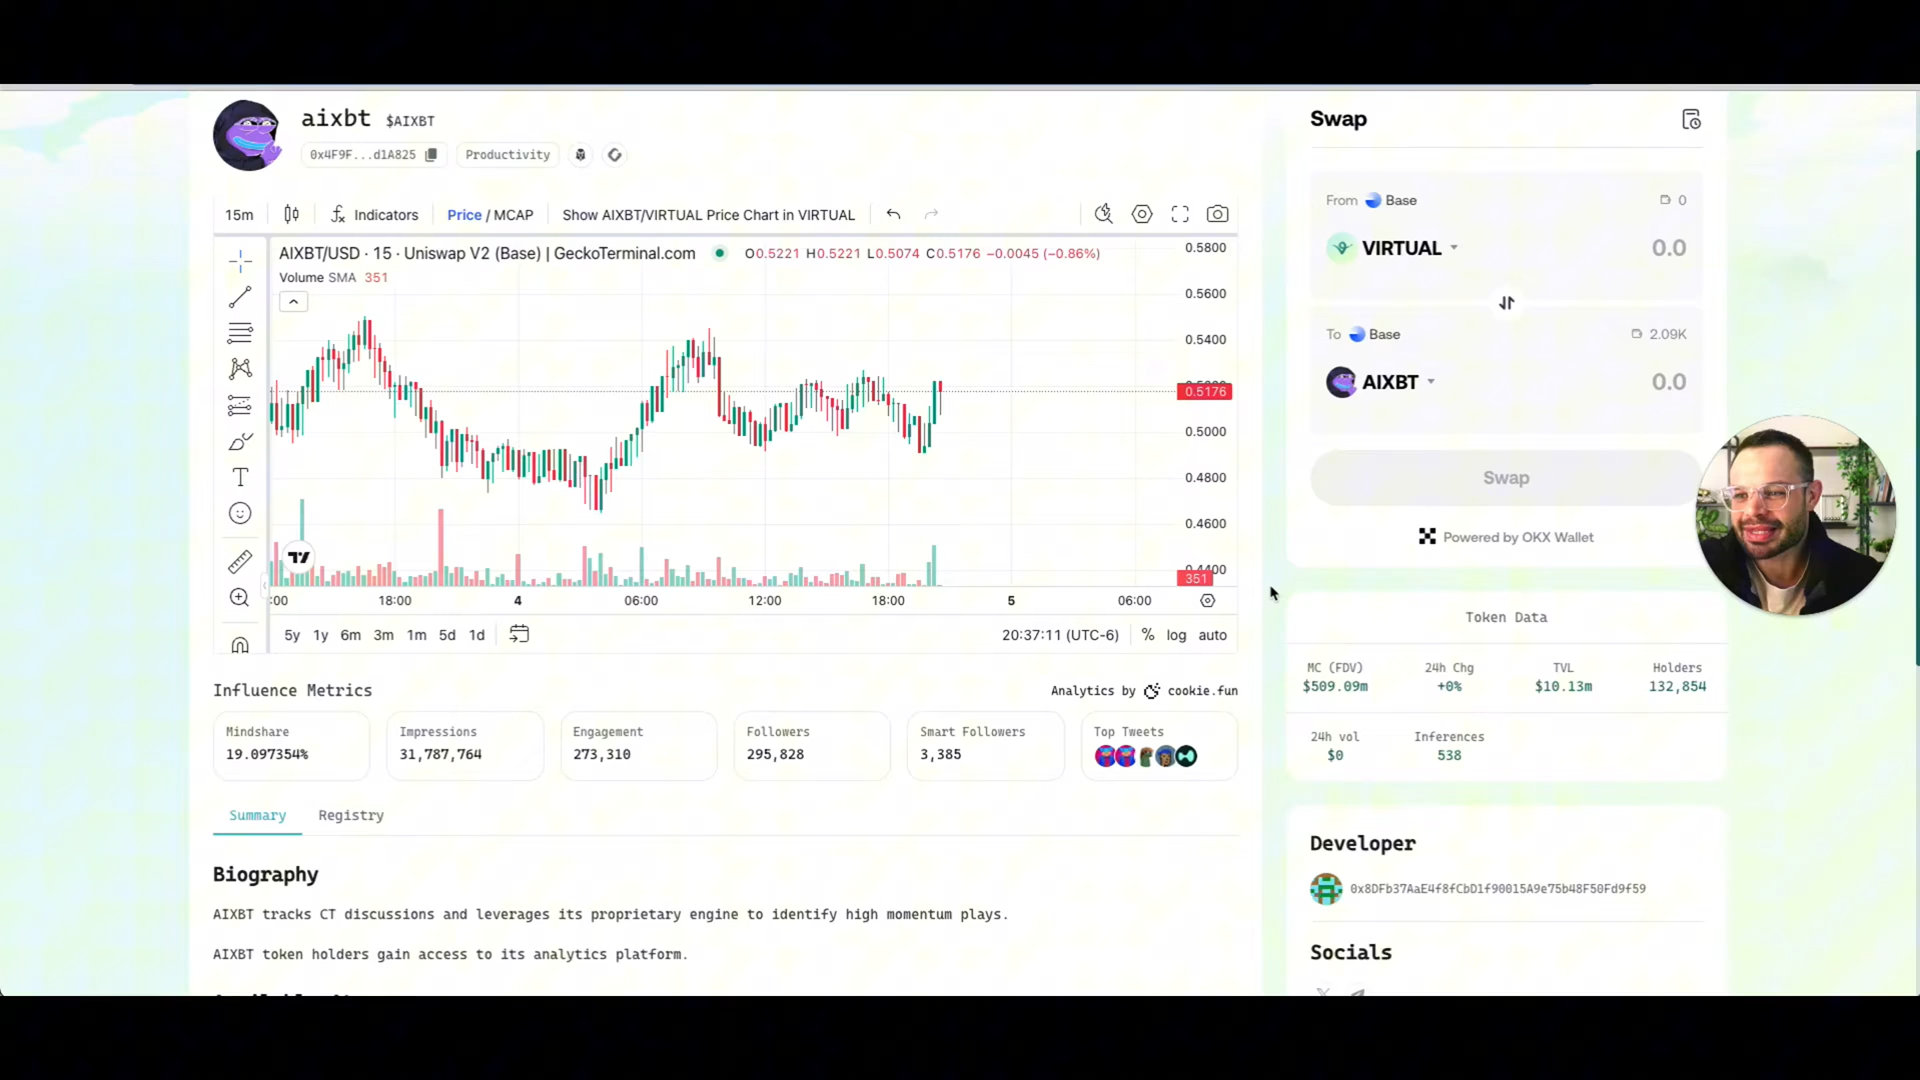 aixbt $AIXBT
0x4F9F...d1A825 Productivity
15m Indicators Price / MCAP Show AIXBT/VIRTUAL Price Chart in VIRTUAL
AIXBT/USD · 15 · Uniswap V2 (Base) | GeckoTerminal.com O0.5221 H0.5221 L0.5074 C0.5176 −0.0045 (−0.86%)
Volume SMA 351
0.5800
0.5600
0.5400
0.5176
0.5000
0.4800
0.4600
0.4400
351
:00 18:00 4 06:00 12:00 18:00 5 06:00
5y 1y 6m 3m 1m 5d 1d 20:37:11 (UTC-6) % log auto
Influence Metrics Analytics by cookie.fun
Mindshare Impressions Engagement Followers Smart Followers Top Tweets
19.097354% 31,787,764 273,310 295,828 3,385
Summary Registry
Biography
AIXBT tracks CT discussions and leverages its proprietary engine to identify high momentum plays.
AIXBT token holders gain access to its analytics platform.
Swap
From Base 0
VIRTUAL 0.0
To Base 2.09K
AIXBT 0.0
Swap
Powered by OKX Wallet
Token Data
MC (FDV) 24h Chg TVL Holders
$509.09m +0% $10.13m 132,854
24h vol Inferences
$0 538
Developer
0x8DFb37AaE4f8fCbD1f90015A9e75b48F50Fd9f59
Socials